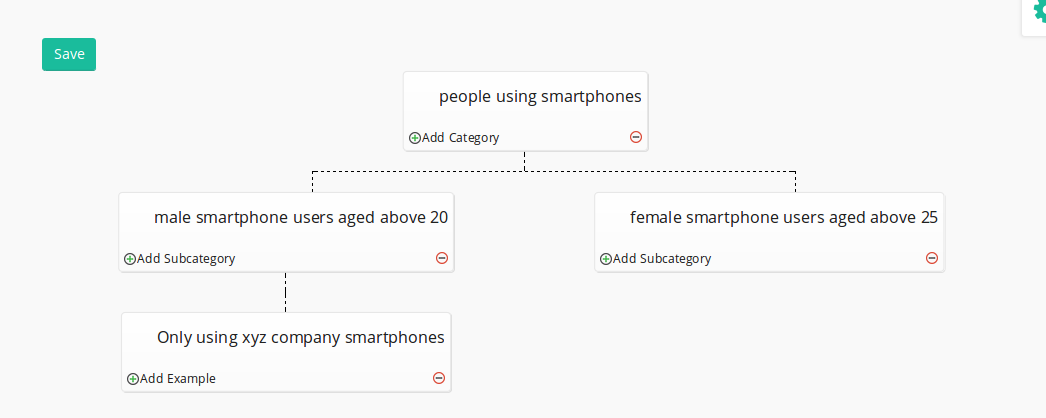 Save
people using smartphones
Add Category
male smartphone users aged above 20
female smartphone users aged above 25
Add Subcategory
Add Subcategory
Only using xyz company smartphones
Add Example